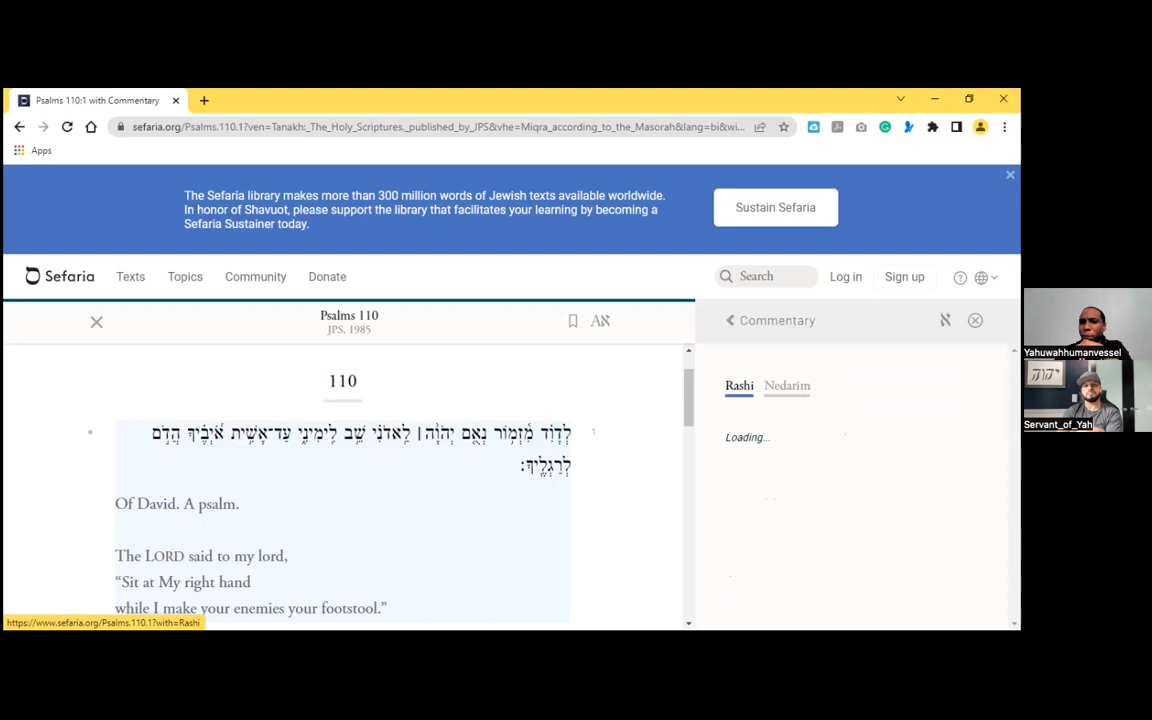 Psalms 110:1 with Commentary
sefaria.org/Psalms.110.1?ven=Tanakh:_The_Holy_Scriptures,_published_by_JPS&vhe=Miqra_according_to_the_Masorah&lang=bi&wi...
Apps
The Sefaria library makes more than 300 million words of Jewish texts available worldwide.
In honor of Shavuot, please support the library that facilitates your learning by becoming a
Sefaria Sustainer today.
Sustain Sefaria
Sefaria
Texts
Topics
Community
Donate
Search
Log in
Sign up
Psalms 110
JPS, 1985
Commentary
110
Rashi
Nedarim
Loading...
1
לְדָוִ֗ד מִ֫זְמ֥וֹר נְאֻ֤ם יְהֹוָ֨ה ׀ לַֽאדֹנִ֗י שֵׁ֥ב לִֽימִינִ֑י עַד־אָשִׁ֥ית אֹ֝יְבֶ֗יךָ הֲדֹ֣ם
לְרַגְלֶֽיךָ׃
Of David. A psalm.
The LORD said to my lord,
“Sit at My right hand
while I make your enemies your footstool.”
https://www.sefaria.org/Psalms.110.1?with=Rashi
Yahuwahhumanvessel
יהוה
Servant_of_Yah